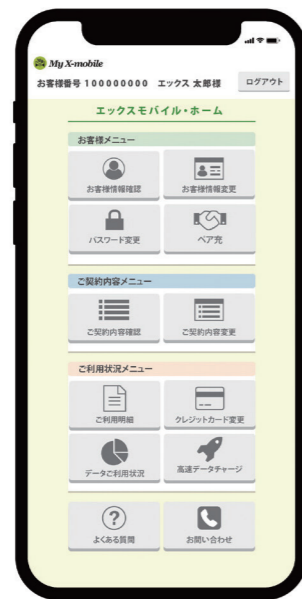 My X-mobile
お客様番号 100000000 エックス 太郎様 ログアウト
エックスモバイル・ホーム
お客様メニュー
お客様情報確認 お客様情報変更
パスワード変更 ペア充
ご契約内容メニュー
ご契約内容確認 ご契約内容変更
ご利用状況メニュー
ご利用明細 クレジットカード変更
データご利用状況 高速データチャージ
よくある質問 お問い合わせ